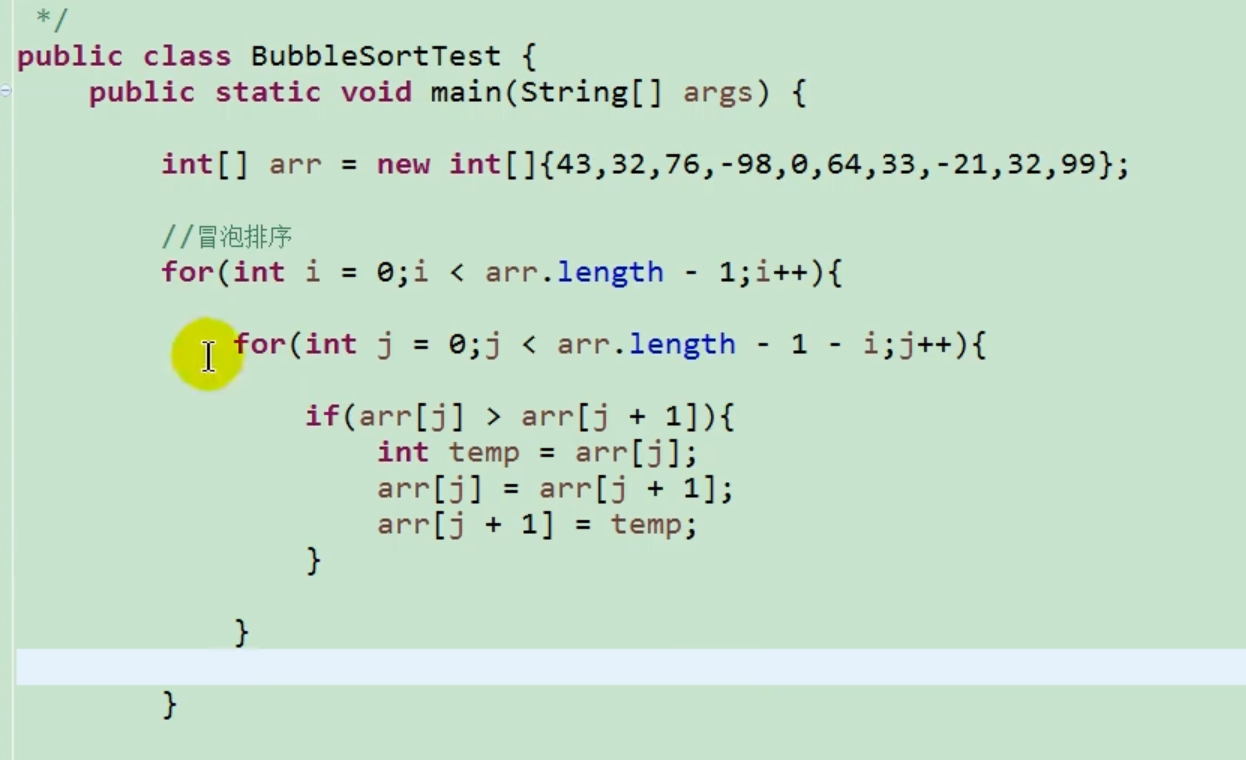 */
public class BubbleSortTest {
public static void main(String[] args) {
int[] arr = new int[]{43,32,76,-98,0,64,33,-21,32,99};
//冒泡排序
for(int i = 0;i < arr.length - 1;i++){
for(int j = 0;j < arr.length - 1 - i;j++){
if(arr[j] > arr[j + 1]){
int temp = arr[j];
arr[j] = arr[j + 1];
arr[j + 1] = temp;
}
}
}